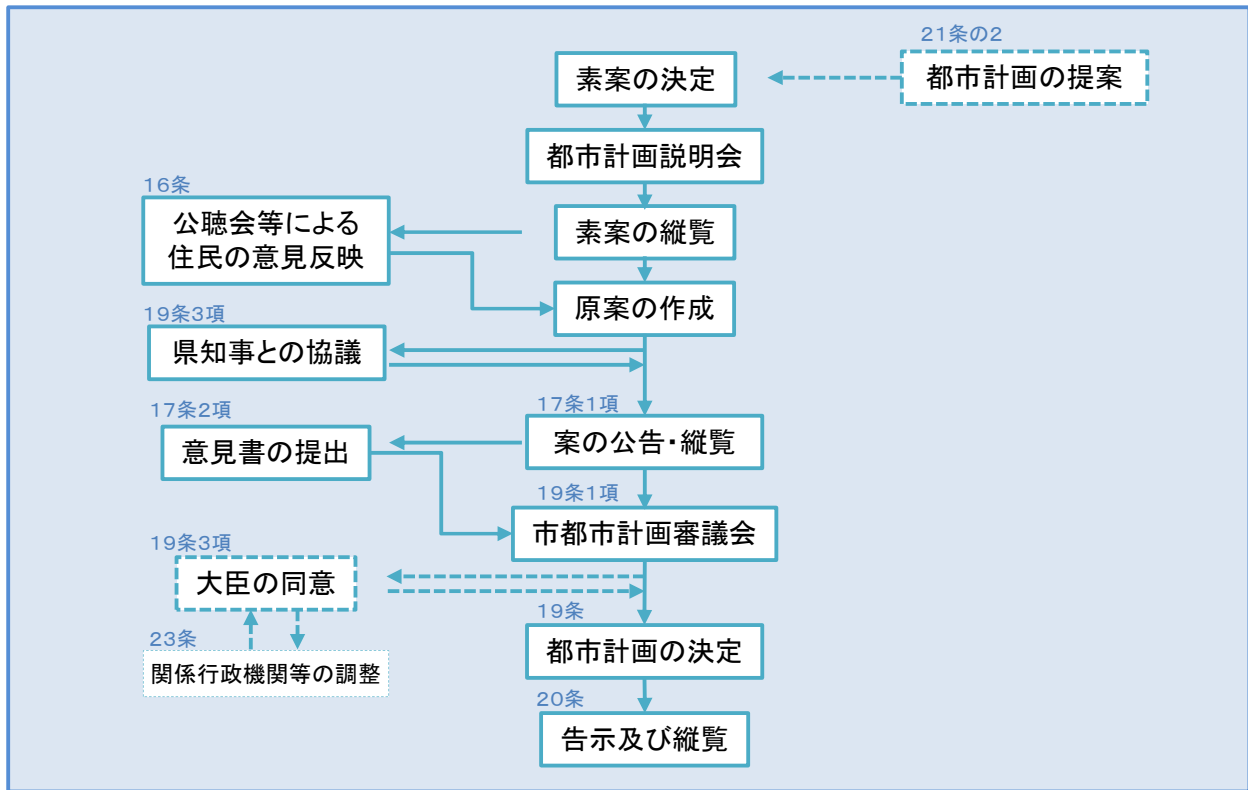 21条の2
都市計画の提案
素案の決定
都市計画説明会
16条
公聴会等による
住民の意見反映
素案の縦覧
原案の作成
19条3項
県知事との協議
17条2項
意見書の提出
17条1項
案の公告・縦覧
19条1項
市都市計画審議会
19条3項
大臣の同意
23条
関係行政機関等の調整
19条
都市計画の決定
20条
告示及び縦覧